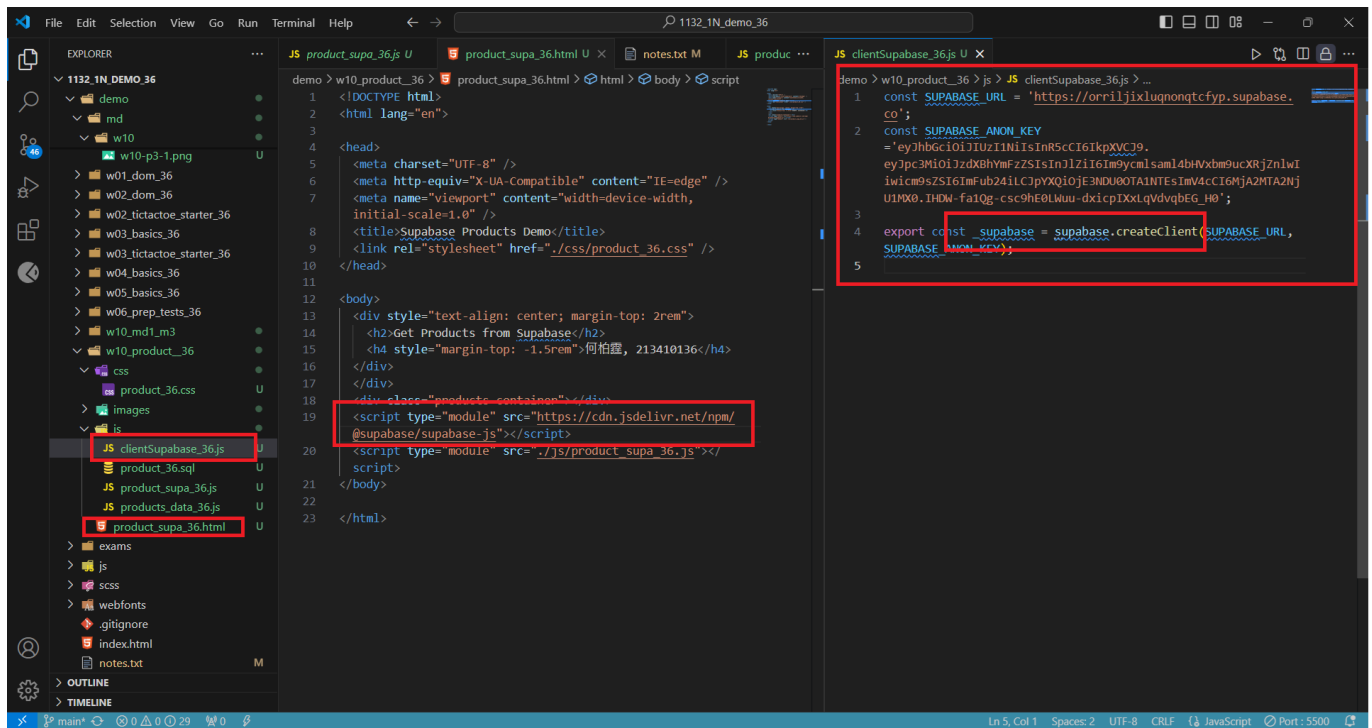 File Edit Selection View Go Run Terminal Help
1132_1N_demo_36
EXPLORER
1132_1N_DEMO_36
demo
md
w10
w10-p3-1.png U
w01_dom_36
w02_dom_36
w02_tictactoe_starter_36
w03_basics_36
w03_tictactoe_starter_36
w04_basics_36
w05_basics_36
w06_prep_tests_36
w10_md1_m3
w10_product__36
css
product_36.css U
images
js
clientSupabase_36.js U
product_36.sql U
product_supa_36.js U
products_data_36.js U
product_supa_36.html U
exams
js
scss
webfonts
.gitignore
index.html
notes.txt M
OUTLINE
TIMELINE
46
JS product_supa_36.js U
product_supa_36.html U
notes.txt M
JS produc ...
demo > w10_product__36 > product_supa_36.html > html > body > script
1 <!DOCTYPE html>
2 <html lang="en">
3
4 <head>
5 <meta charset="UTF-8" />
6 <meta http-equiv="X-UA-Compatible" content="IE=edge" />
7 <meta name="viewport" content="width=device-width,
initial-scale=1.0" />
8 <title>Supabase Products Demo</title>
9 <link rel="stylesheet" href="./css/product_36.css" />
10 </head>
11
12 <body>
13 <div style="text-align: center; margin-top: 2rem">
14 <h2>Get Products from Supabase</h2>
15 <h4 style="margin-top: -1.5rem">何柏霆, 213410136</h4>
16 </div>
17 </div>
18 <div class="products-container"></div>
19 <script type="module" src="https://cdn.jsdelivr.net/npm/
@supabase/supabase-js"></script>
20 <script type="module" src="./js/product_supa_36.js"></
script>
21 </body>
22
23 </html>
JS clientSupabase_36.js U
demo > w10_product__36 > js > JS clientSupabase_36.js > ...
1 const SUPABASE_URL = 'https://orriljixluqnonqtcfyp.supabase.
co';
2 const SUPABASE_ANON_KEY
='eyJhbGciOiJIUzI1NiIsInR5cCI6IkpXVCJ9.
eyJpc3MiOiJzdXBhYmFzZSIsInJlZiI6Im9ycmlsaml4bHVxbm9ucXRjZnlwI
iwicm9sZSI6ImFub24iLCJpYXQiOjE3NDU0OTA1NTEsImV4cCI6MjA2MTA2Nj
U1MX0.IHDW-fa1Qg-csc9hE0LWuu-dxicpIXxLqVdvqbEG_H0';
3
4 export const _supabase = supabase.createClient(SUPABASE_URL,
SUPABASE_ANON_KEY);
5
main* 0 0 29 0
Ln 5, Col 1 Spaces: 2 UTF-8 CRLF JavaScript Port : 5500